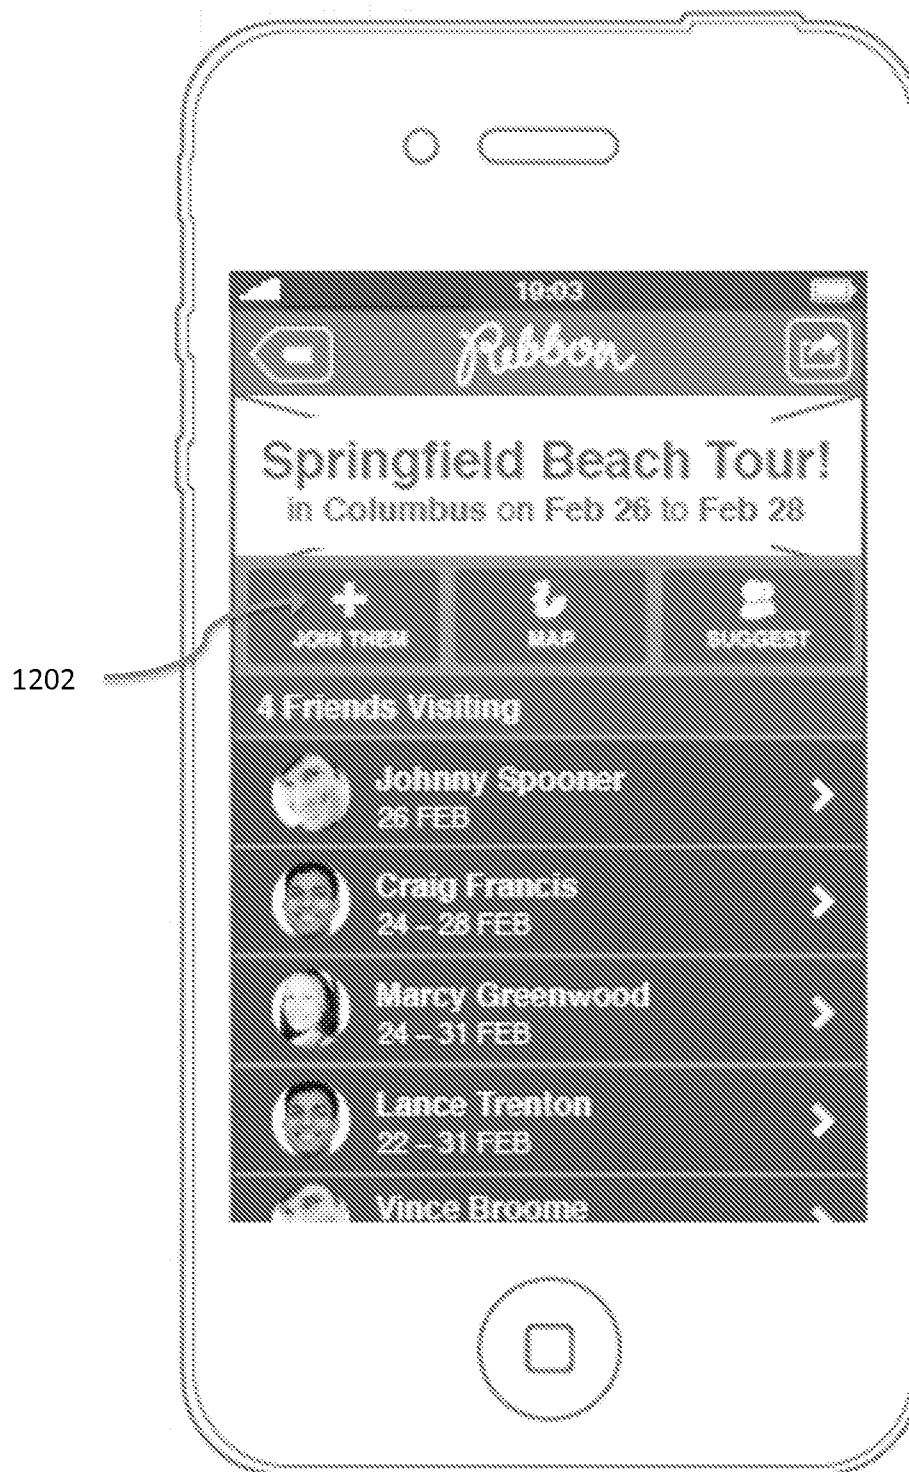 19:03
Ribbon
Springfield Beach Tour!
in Columbus on Feb 26 to Feb 28
JOIN THEM MAP SUGGEST
1202
4 Friends Visiting
Johnny Spooner
26 FEB
Craig Francis
24 – 28 FEB
Marcy Greenwood
24 – 31 FEB
Lance Trenton
22 – 31 FEB
Vince Broome